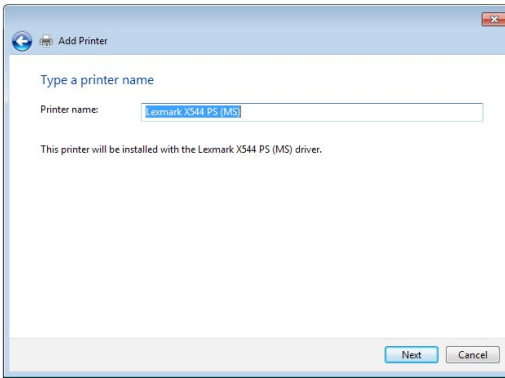 Add Printer
Type a printer name
Printer name: Lexmark X544 PS (MS)
This printer will be installed with the Lexmark X544 PS (MS) driver.
Next Cancel